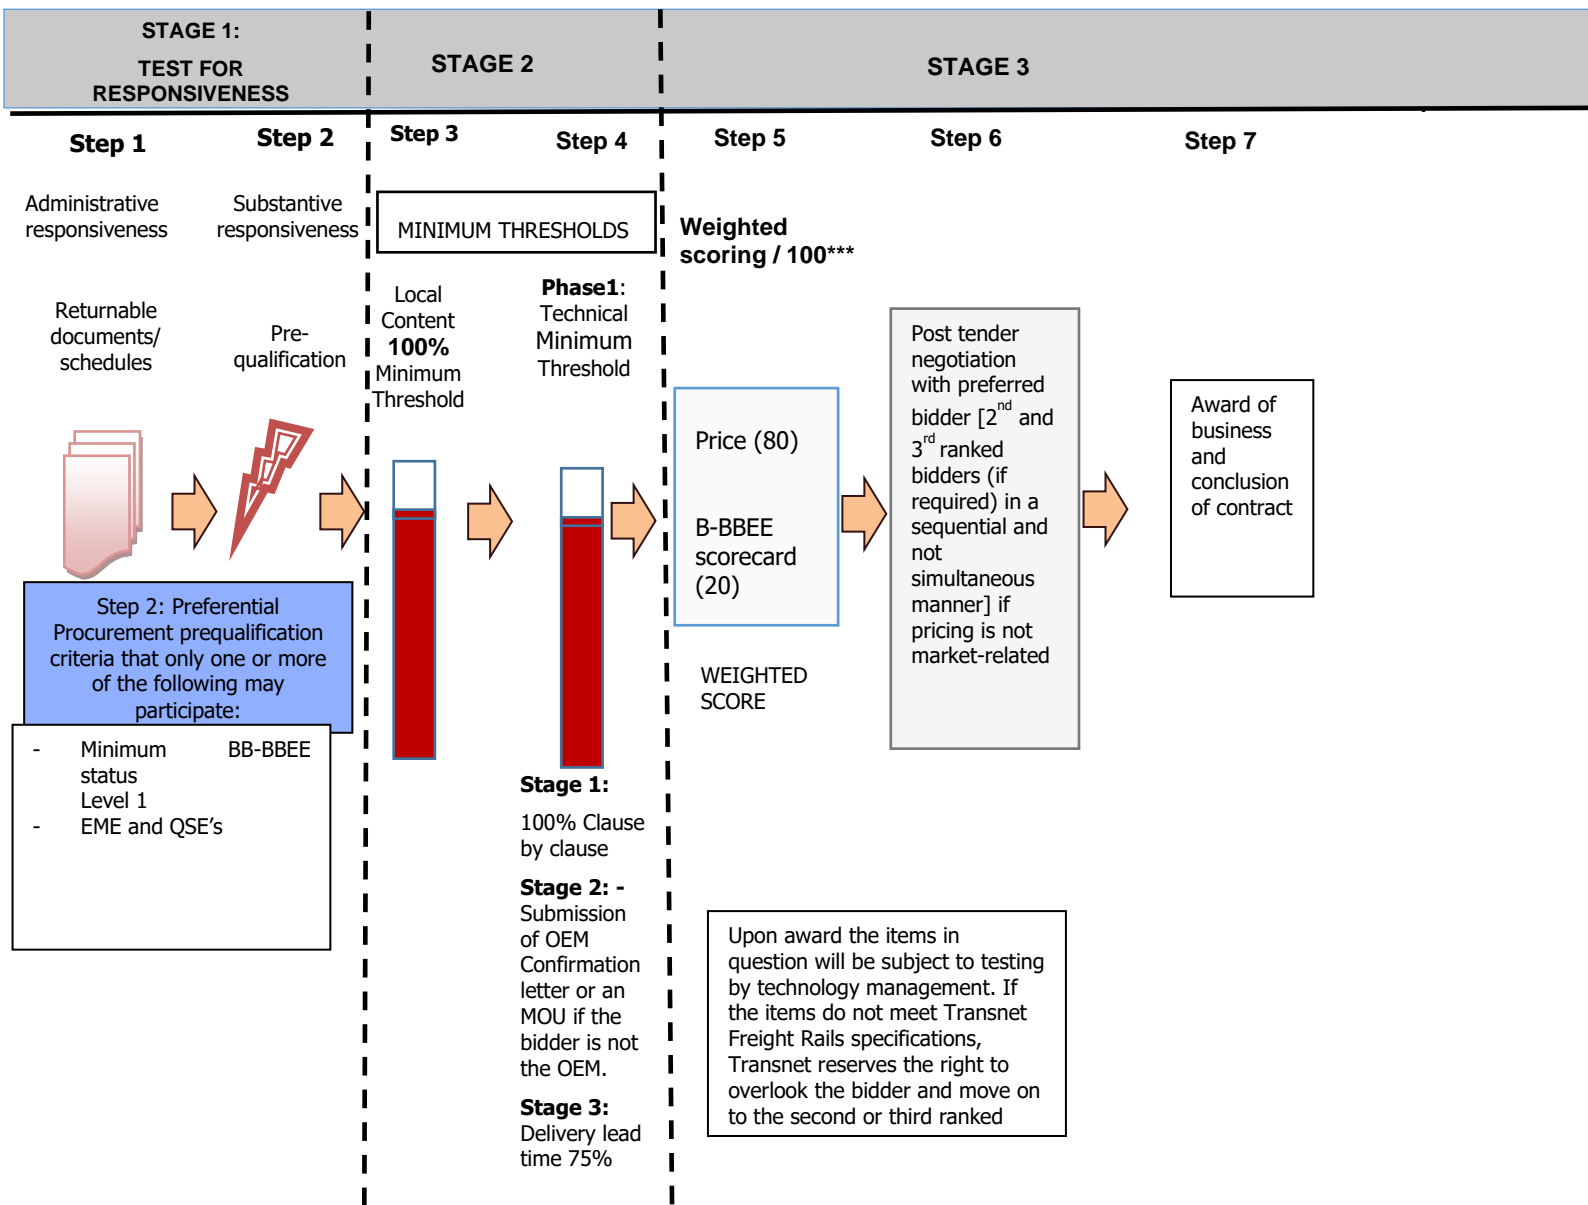 STAGE 1:
TEST FOR
RESPONSIVENESS
STAGE 2
STAGE 3
Step 1
Step 2
Step 3
Step 4
Step 5
Step 6
Step 7
Administrative
responsiveness
Substantive
responsiveness
MINIMUM THRESHOLDS
Weighted
scoring / 100***
Returnable
documents/
schedules
Pre-
qualification
Local
Content
100%
Minimum
Threshold
Phase1:
Technical
Minimum
Threshold
Price (80)
B-BBEE
scorecard
(20)
WEIGHTED
SCORE
Post tender
negotiation
with preferred
bidder [2nd and
3rd ranked
bidders (if
required) in a
sequential and
not
simultaneous
manner] if
pricing is not
market-related
Award of
business
and
conclusion
of contract
Step 2: Preferential
Procurement prequalification
criteria that only one or more
of the following may
participate:
- Minimum BB-BBEE
status
Level 1
- EME and QSE’s
Stage 1:
100% Clause
by clause
Stage 2: -
Submission
of OEM
Confirmation
letter or an
MOU if the
bidder is not
the OEM.
Stage 3:
Delivery lead
time 75%
Upon award the items in
question will be subject to testing
by technology management. If
the items do not meet Transnet
Freight Rails specifications,
Transnet reserves the right to
overlook the bidder and move on
to the second or third ranked